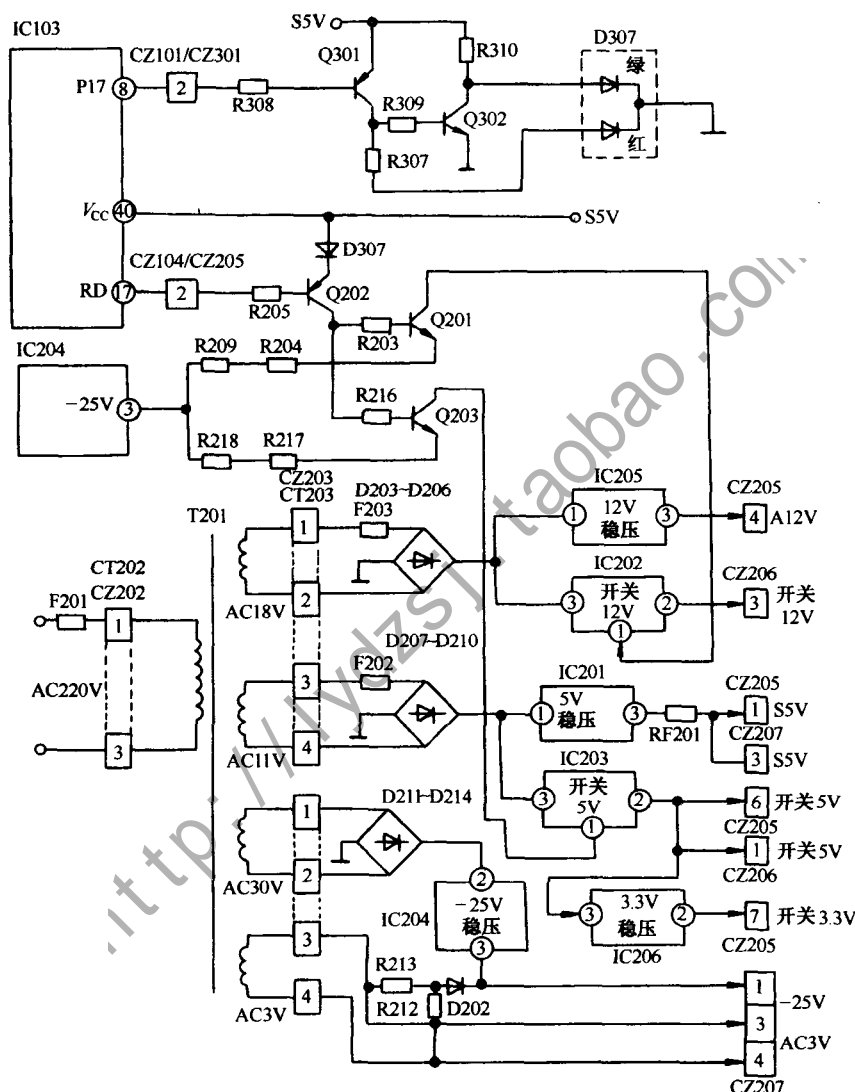 IC103
S5V
CZ101/CZ301
Q301
R310
D307
P17
8
2
R308
R309
Q302
绿
红
R307
VCC
40
S5V
D307
CZ104/CZ205
RD
17
2
R205
Q202
Q201
R203
IC204
R209
R204
−25V
3
R216
Q203
R218
R217
CZ203
CT203
D203~D206
F203
IC205
CZ205
T201
1
1
12V
稳压
3
4
A12V
CT202
CZ202
IC202
CZ206
F201
1
2
AC18V
3
开关
12V
2
3
开关
12V
1
D207~D210
AC220V
3
F202
IC201
CZ205
1
5V
稳压
3
1
S5V
RF201
CZ207
3
4
AC11V
3
S5V
IC203
D211~D214
3
开关
5V
2
6
开关5V
CZ205
1
1
1
开关5V
CZ206
2
AC30V
2
IC204
−25V
稳压
3
3
3.3V
稳压
2
7
开关3.3V
IC206
CZ205
3
R213
1
−25V
4
R212
D202
3
AC3V
AC3V
4
CZ207
http://lydzsj.taobao.com